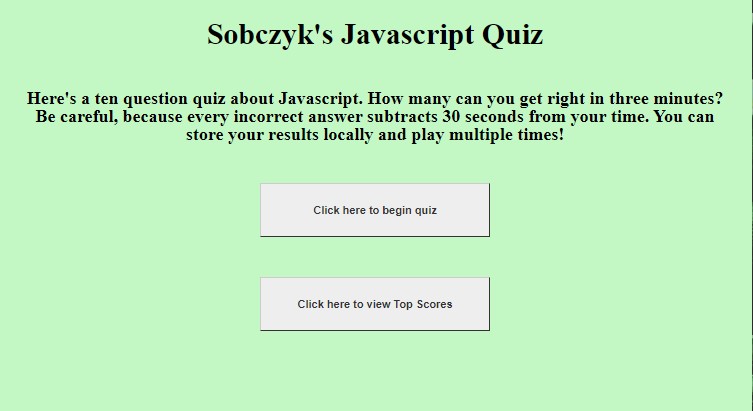 Sobczyk's Javascript Quiz
Here's a ten question quiz about Javascript. How many can you get right in three minutes?
Be careful, because every incorrect answer subtracts 30 seconds from your time. You can
store your results locally and play multiple times!
Click here to begin quiz
Click here to view Top Scores